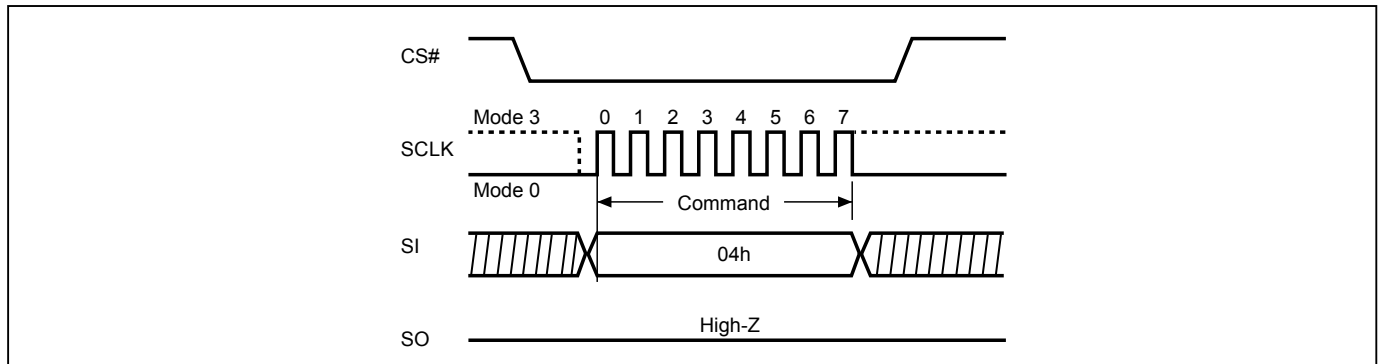 CS#
Mode 3 0 1 2 3 4 5 6 7
SCLK
Mode 0
Command
SI 04h
High-Z
SO